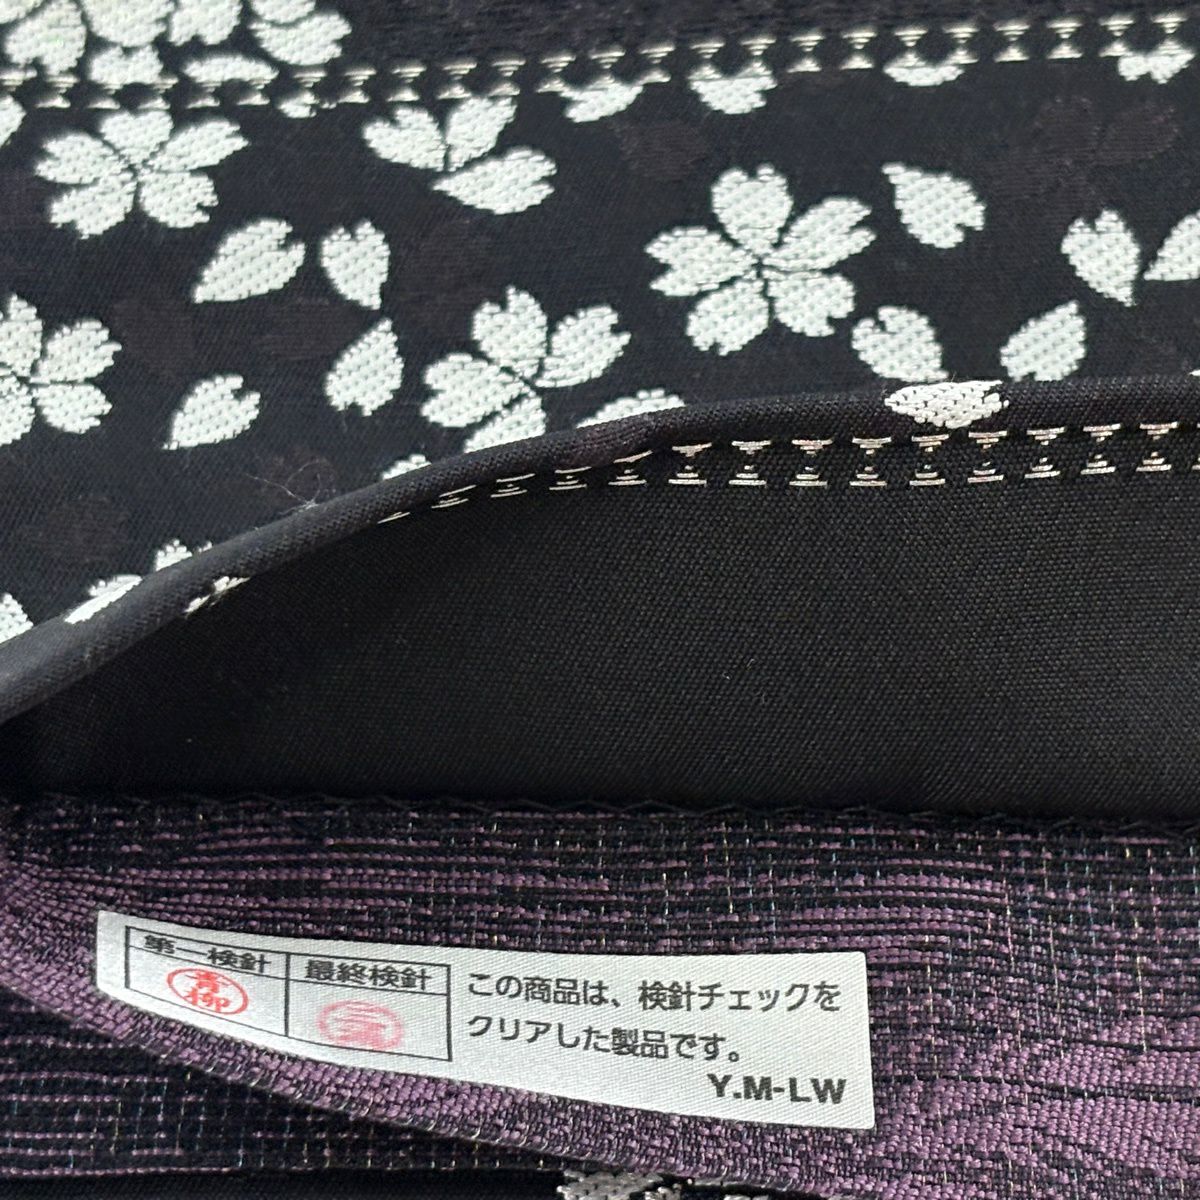 第一検針
最終検針
青柳
この商品は、検針チェックを
クリアした製品です。
Y.M-LW